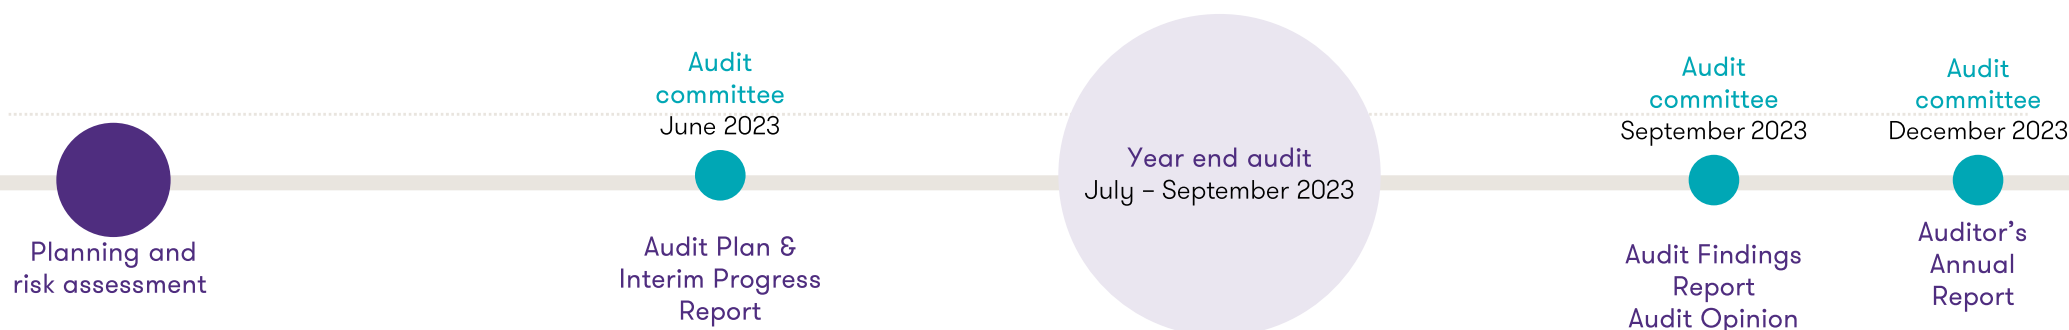 Planning and
risk assessment
Audit
committee
June 2023
Audit Plan &
Interim Progress
Report
Year end audit
July – September 2023
Audit
committee
September 2023
Audit Findings
Report
Audit Opinion
Audit
committee
December 2023
Auditor’s
Annual
Report